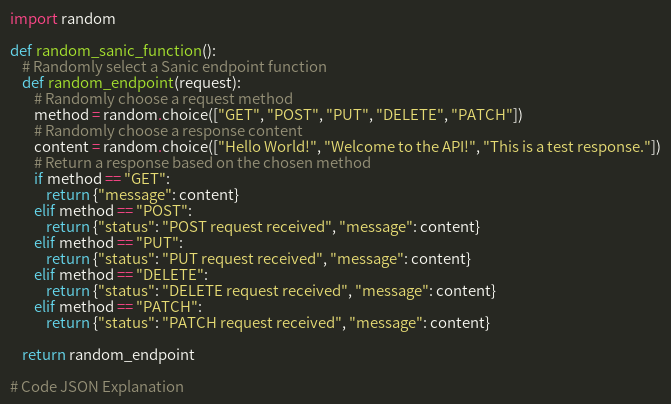 import random
def random_sanic_function():
# Randomly select a Sanic endpoint function
def random_endpoint(request):
# Randomly choose a request method
method = random.choice(["GET", "POST", "PUT", "DELETE", "PATCH"])
# Randomly choose a response content
content = random.choice(["Hello World!", "Welcome to the API!", "This is a test response."])
# Return a response based on the chosen method
if method == "GET":
return {"message": content}
elif method == "POST":
return {"status": "POST request received", "message": content}
elif method == "PUT":
return {"status": "PUT request received", "message": content}
elif method == "DELETE":
return {"status": "DELETE request received", "message": content}
elif method == "PATCH":
return {"status": "PATCH request received", "message": content}
return random_endpoint
# Code JSON Explanation